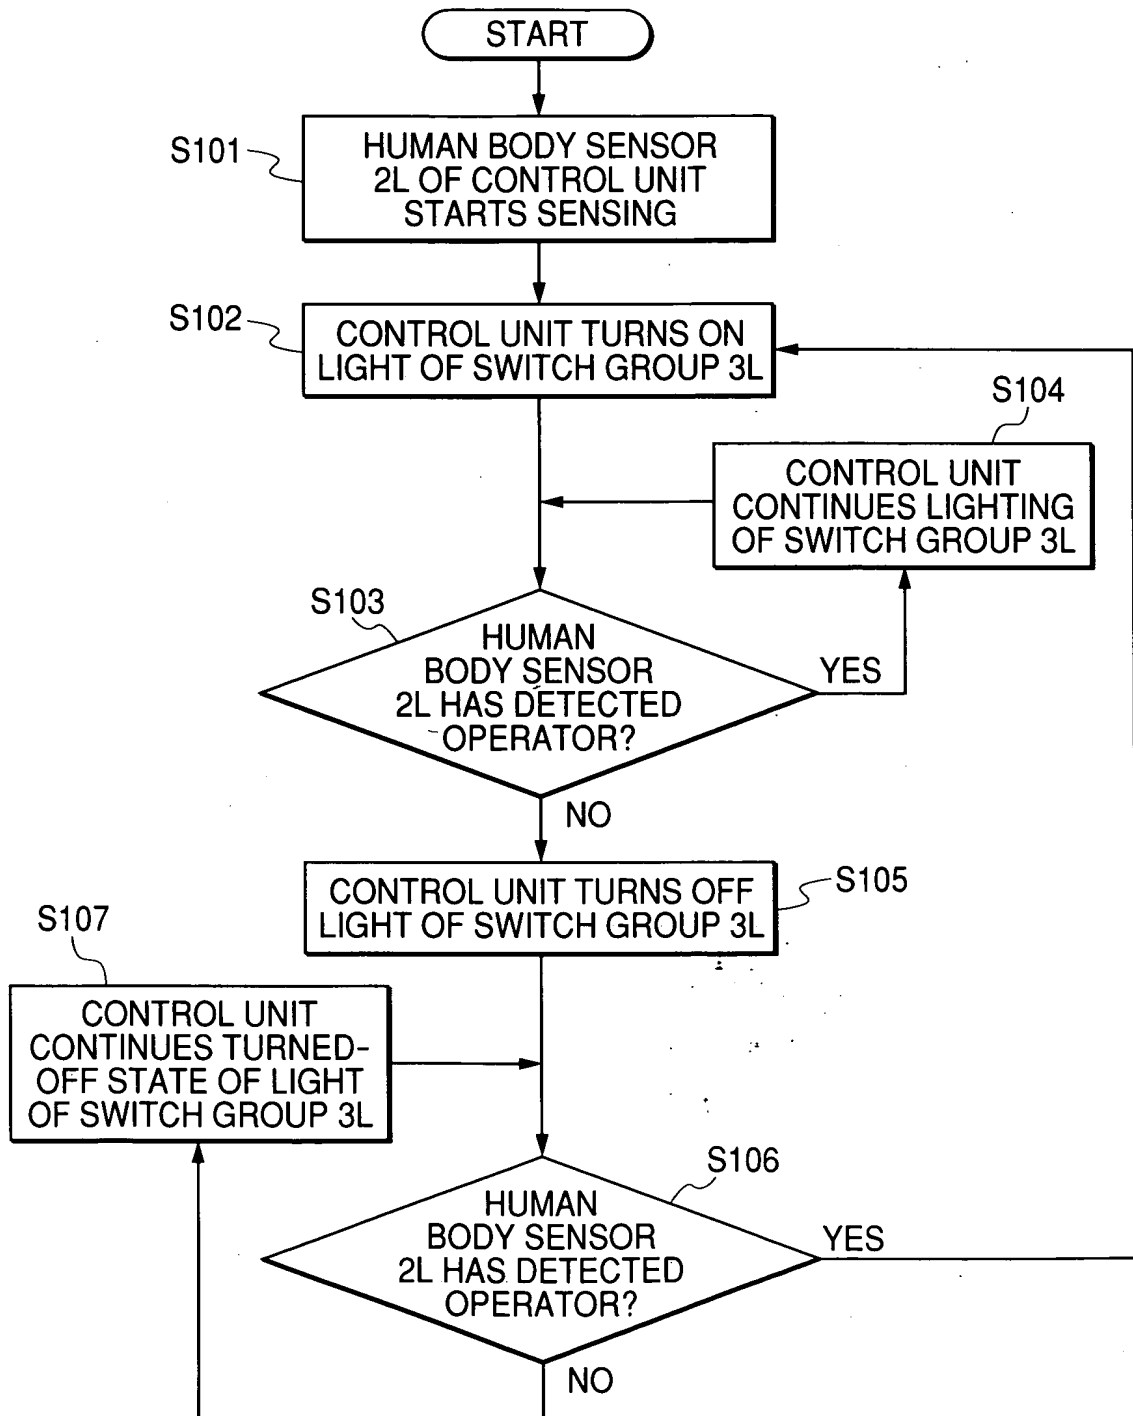 START
S101
HUMAN BODY SENSOR
2L OF CONTROL UNIT
STARTS SENSING
S102
CONTROL UNIT TURNS ON
LIGHT OF SWITCH GROUP 3L
S104
CONTROL UNIT
CONTINUES LIGHTING
OF SWITCH GROUP 3L
S103
HUMAN
BODY SENSOR
2L HAS DETECTED
OPERATOR?
YES
NO
CONTROL UNIT TURNS OFF
LIGHT OF SWITCH GROUP 3L
S105
S107
CONTROL UNIT
CONTINUES TURNED-
OFF STATE OF LIGHT
OF SWITCH GROUP 3L
S106
HUMAN
BODY SENSOR
2L HAS DETECTED
OPERATOR?
YES
NO